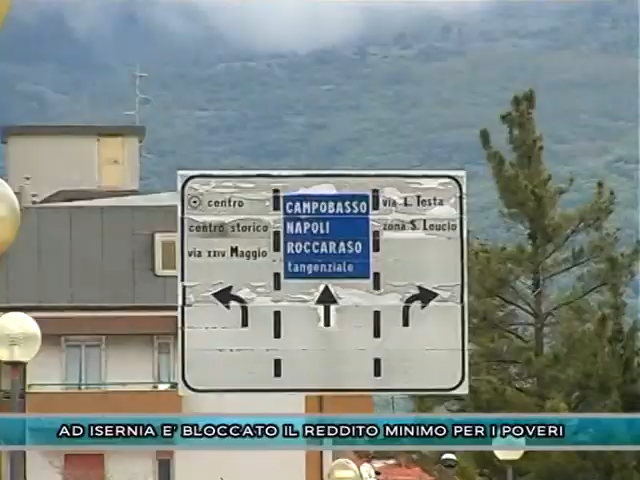 centro
centro storico
via XXIV Maggio
CAMPOBASSO
NAPOLI
ROCCARASO
tangenziale
via L. Testa
zona S. Leucio
AD ISERNIA E' BLOCCATO IL REDDITO MINIMO PER I POVERI